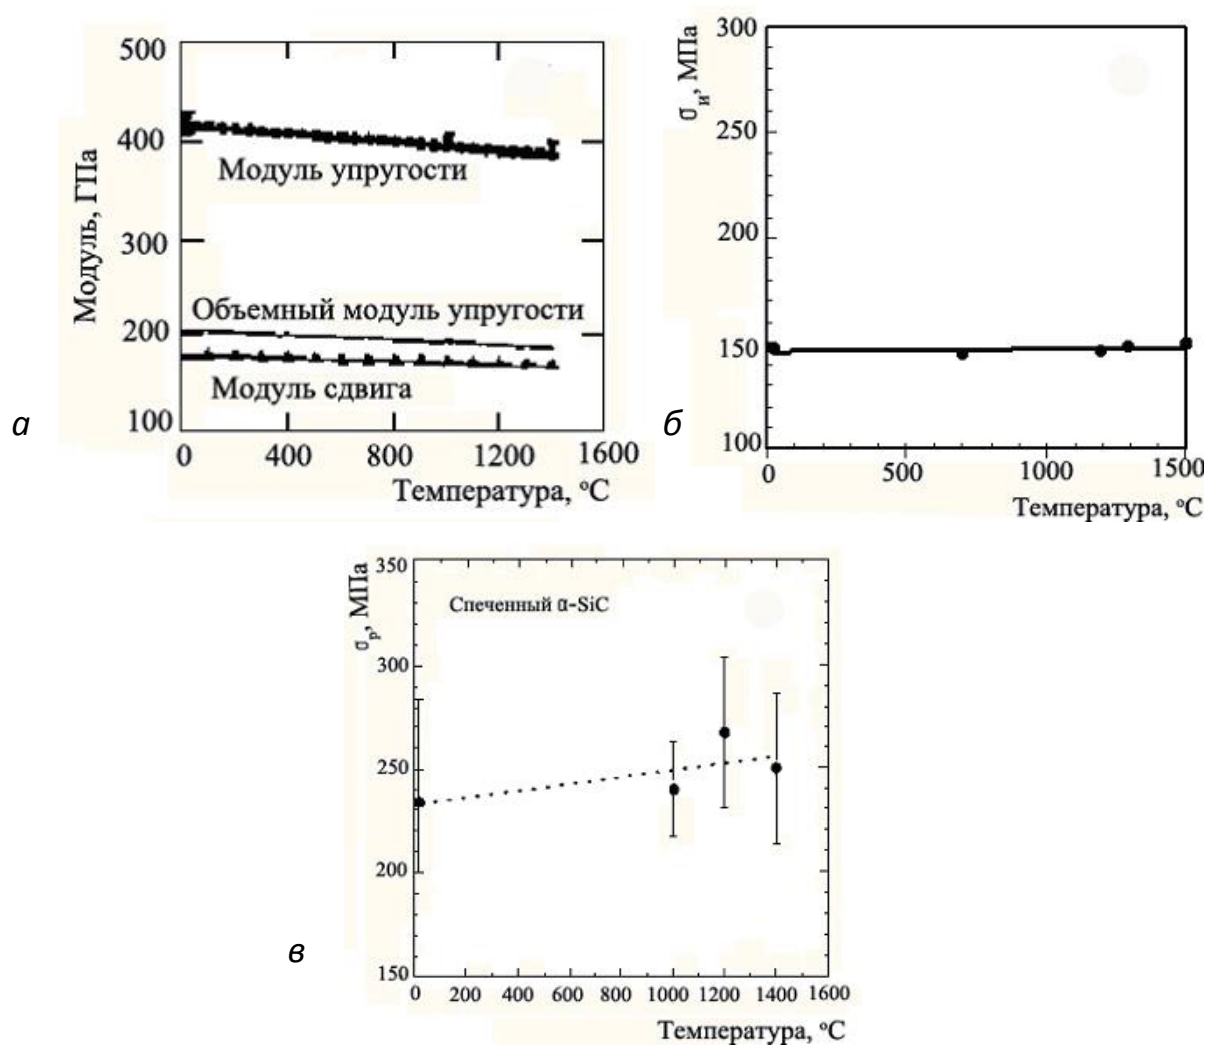 500
400
300
200
100
Модуль, ГПа
Модуль упругости
Объемный модуль упругости
Модуль сдвига
0 400 800 1200 1600
Температура, °C
а
300
250
200
150
100
σи, МПа
0 500 1000 1500
Температура, °C
б
350
300
250
200
150
σр, МПа
Спеченный α-SiC
0 200 400 600 800 1000 1200 1400 1600
Температура, °C
в